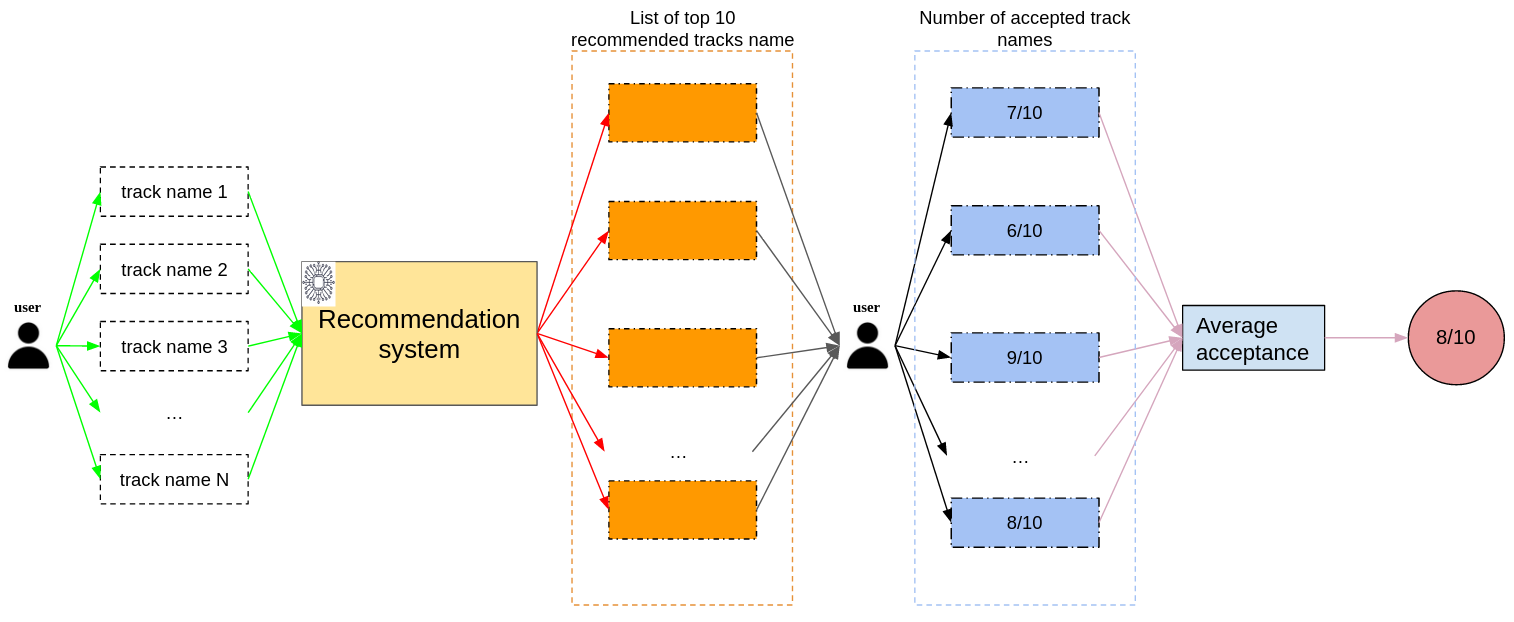 List of top 10
recommended tracks name
Number of accepted track
names
user
track name 1
track name 2
track name 3
...
track name N
Recommendation
system
...
user
7/10
6/10
9/10
...
8/10
Average
acceptance
8/10